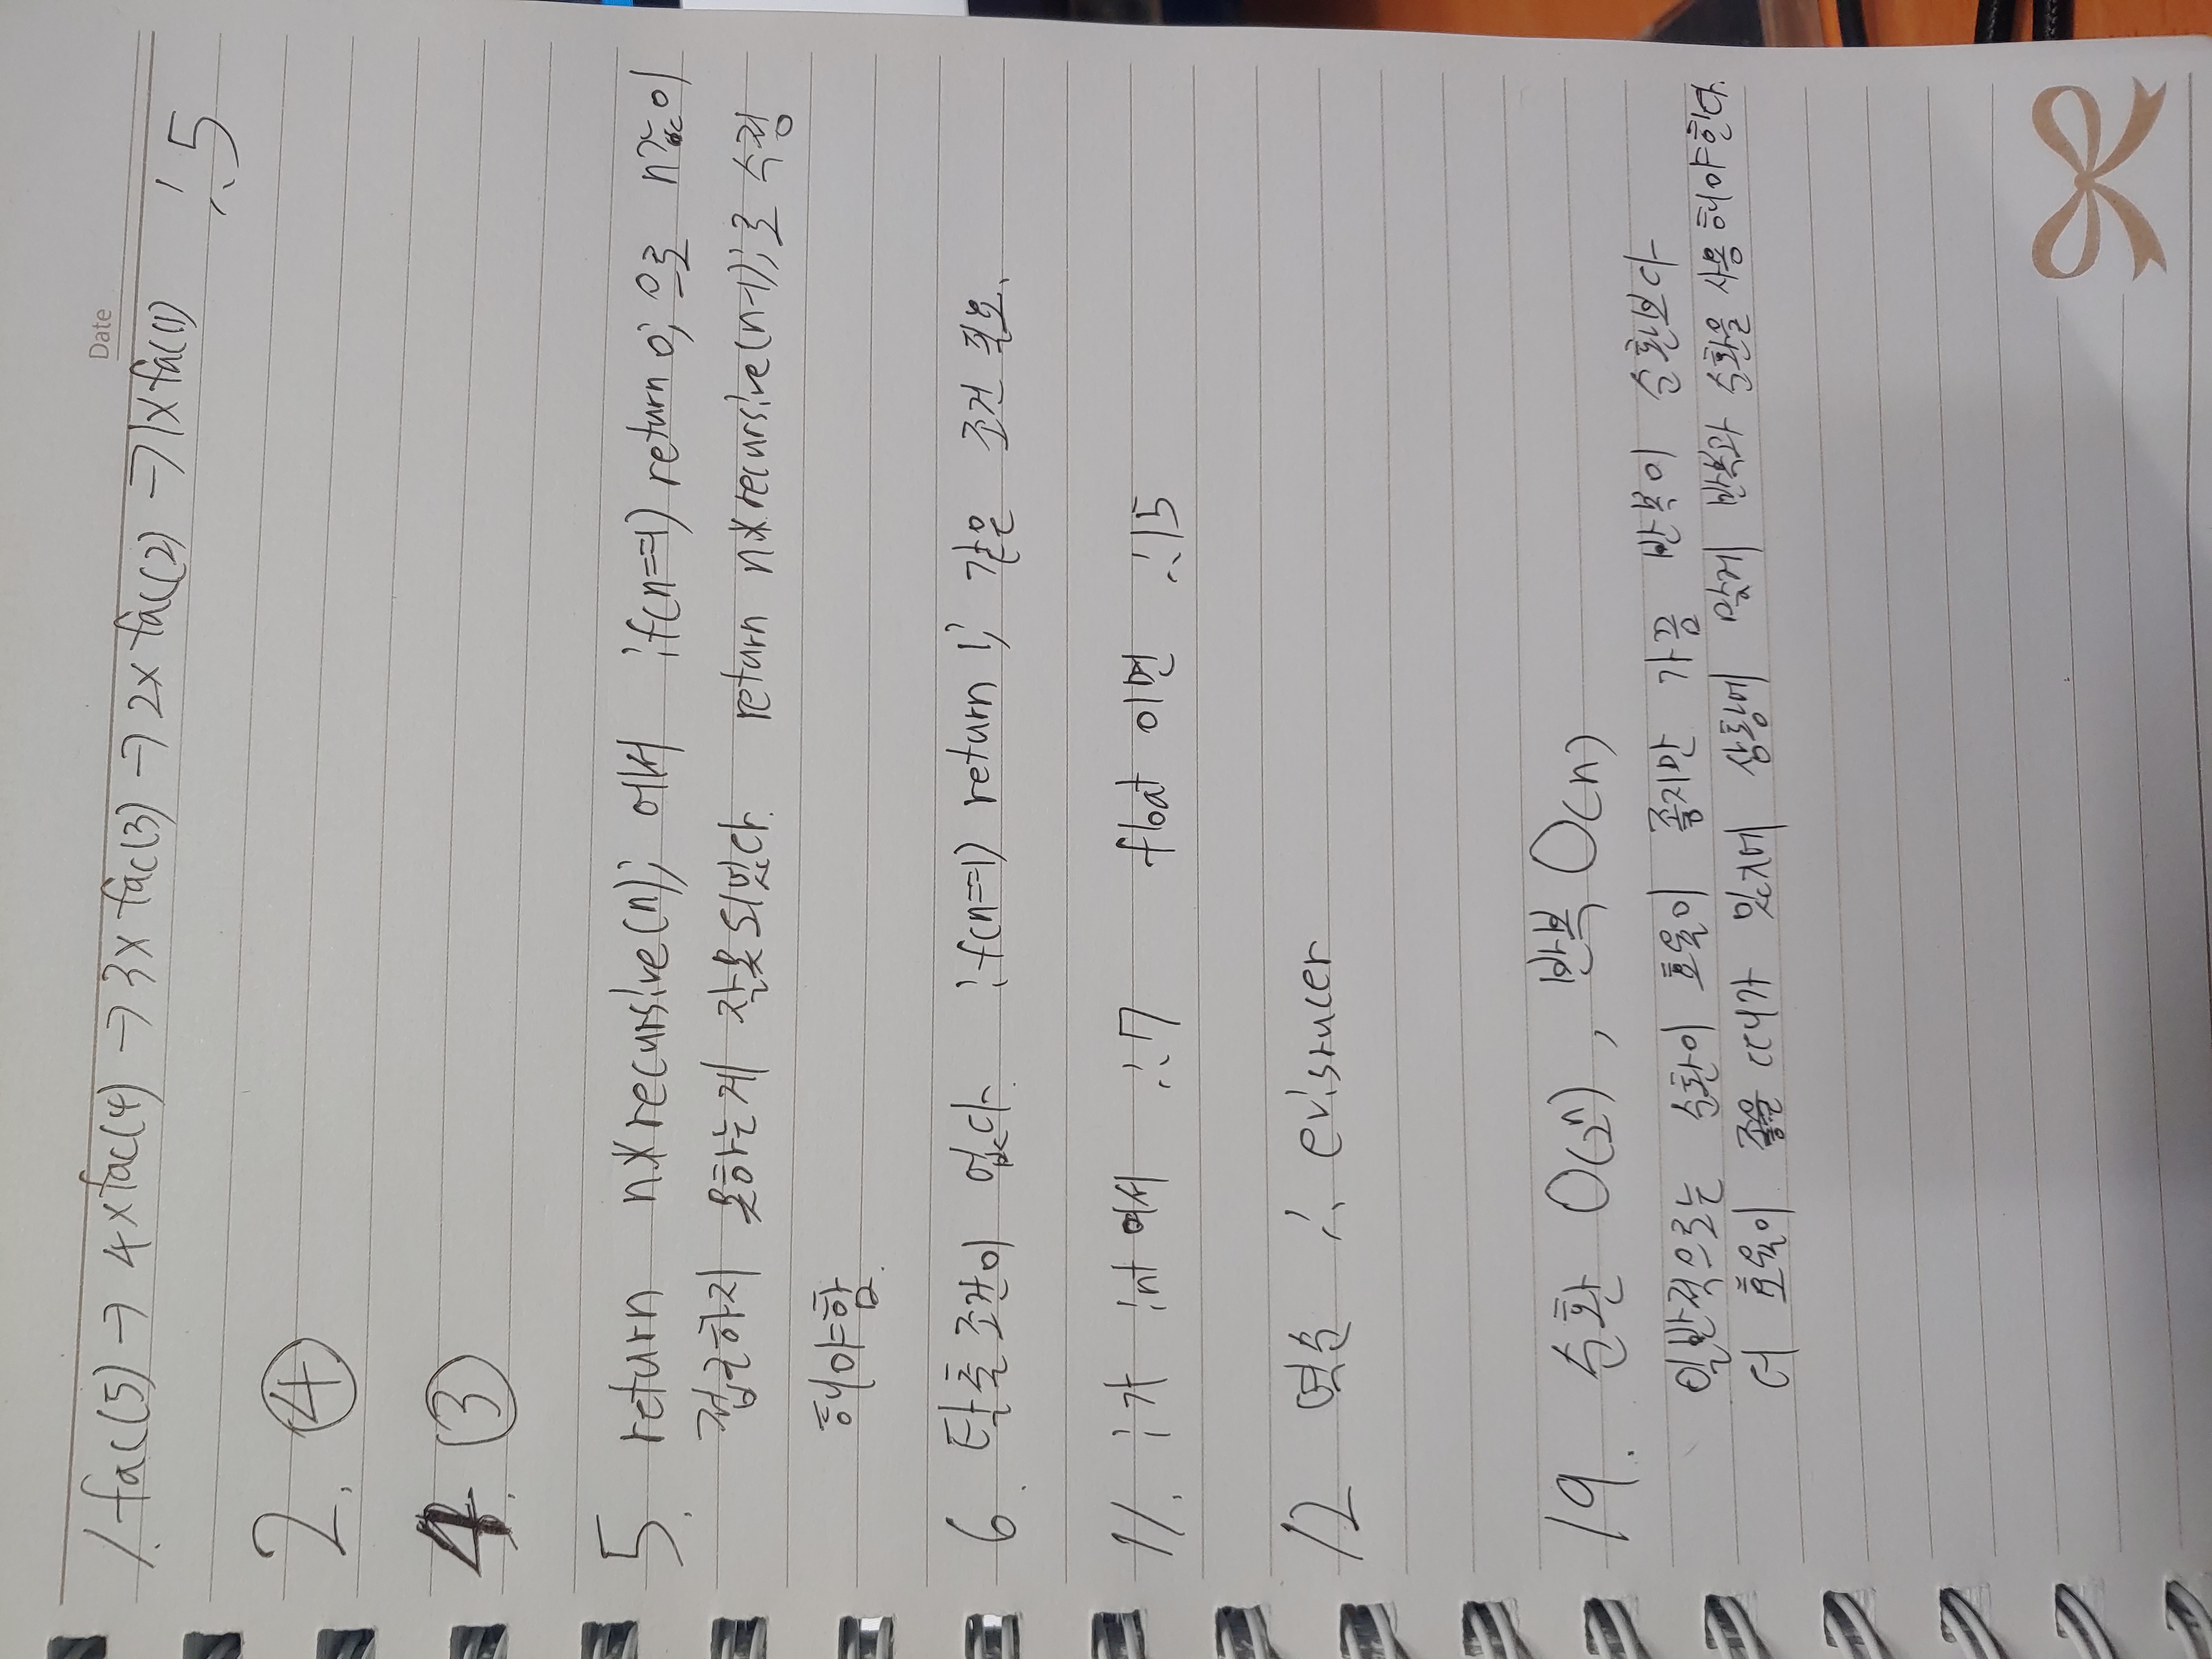 Date
1. fac(5) → 4×fac(4) → 3×fac(3) → 2×fac(2) → 1×fac(1) ∴ 5
2. ④
4. ③
5. return n*recursive(n); 에서 if(n==1) return 0; 으로 n값이
접근하지 못하는게 잘못되었다. return n*recursive(n-1);로 수정
해야함.
6. 탈출조건이 없다. if(n==1) return 1; 같은 조건 필요.
11. i가 int여서 ∴ 7 float 이면 ∴ 15
12 역순 ∴ evisrucer
19. 순환 O(2ⁿ), 반복 O(n)
일반적으로는 순환이 효율이 좋지만 가끔 반복이 순환보다
더 효율이 좋은 때가 있기에 상황에 맞게 반복과 순환을 사용해야한다.